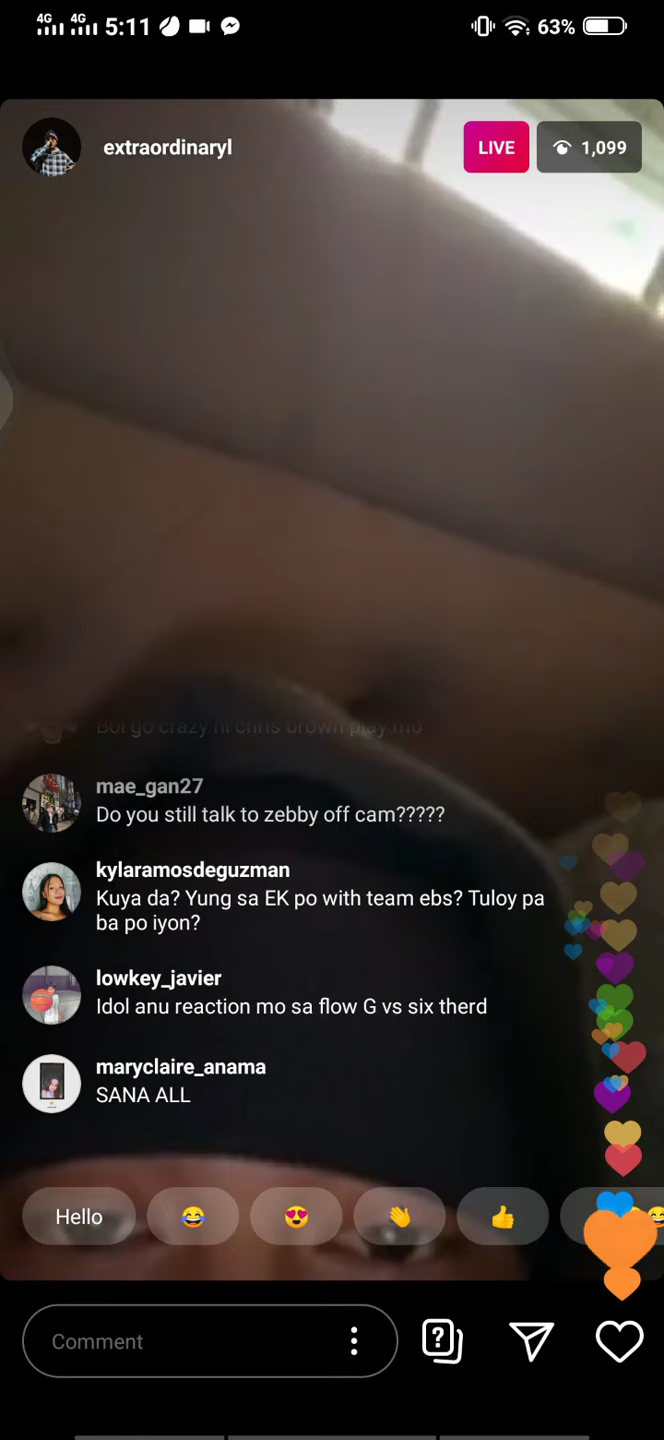 4G 4G 5:11 63%
extraordinaryl
LIVE 1,099
Boi go crazy ni chris brown play mo
mae_gan27
Do you still talk to zebby off cam?????
kylaramosdeguzman
Kuya da? Yung sa EK po with team ebs? Tuloy pa
ba po iyon?
lowkey_javier
Idol anu reaction mo sa flow G vs six therd
maryclaire_anama
SANA ALL
Hello
Comment